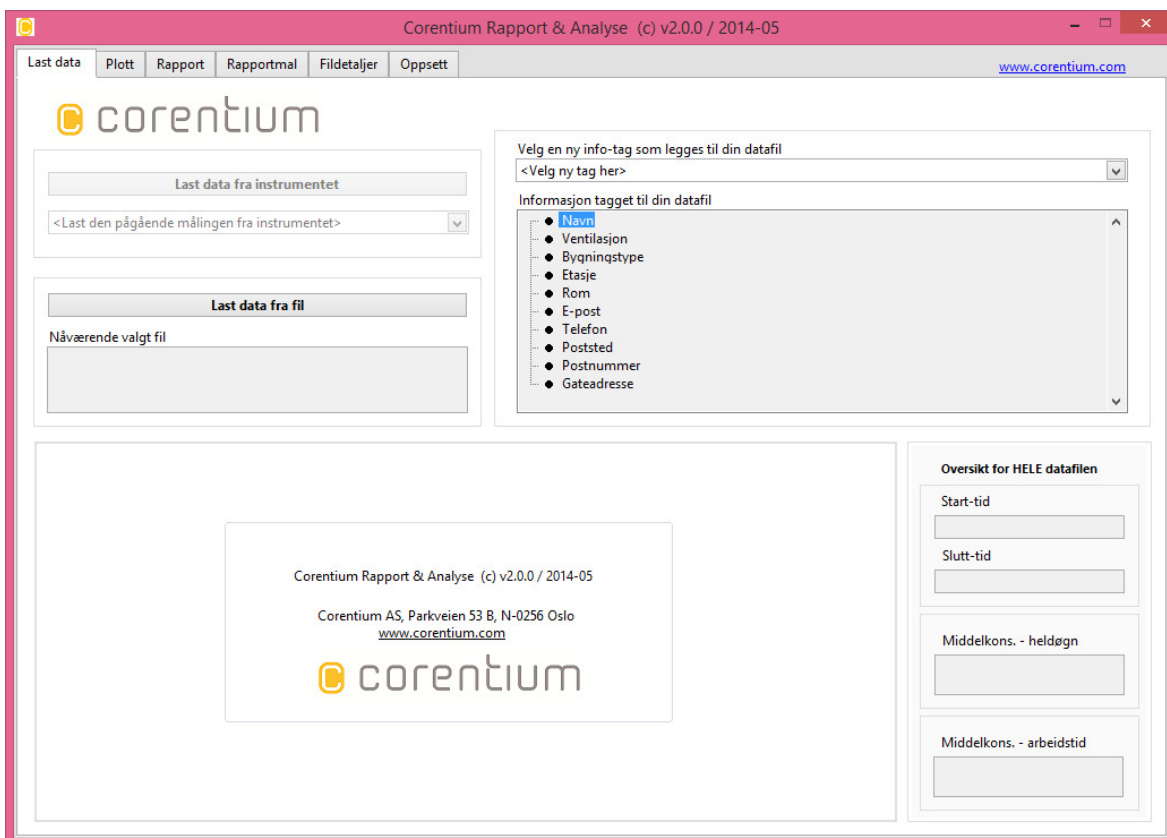 Corentium Rapport & Analyse (c) v2.0.0 / 2014-05
Last data
Plott
Rapport
Rapportmal
Fildetaljer
Oppsett
www.corentium.com
corentium
Last data fra instrumentet
<Last den pågående målingen fra instrumentet>
Last data fra fil
Nåværende valgt fil
Velg en ny info-tag som legges til din datafil
<Velg ny tag her>
Informasjon tagget til din datafil
Navn
Ventilasjon
Bygningstype
Etasje
Rom
E-post
Telefon
Poststed
Postnummer
Gateadresse
Corentium Rapport & Analyse (c) v2.0.0 / 2014-05
Corentium AS, Parkveien 53 B, N-0256 Oslo
www.corentium.com
corentium
Oversikt for HELE datafilen
Start-tid
Slutt-tid
Middelkons. - heldøgn
Middelkons. - arbeidstid